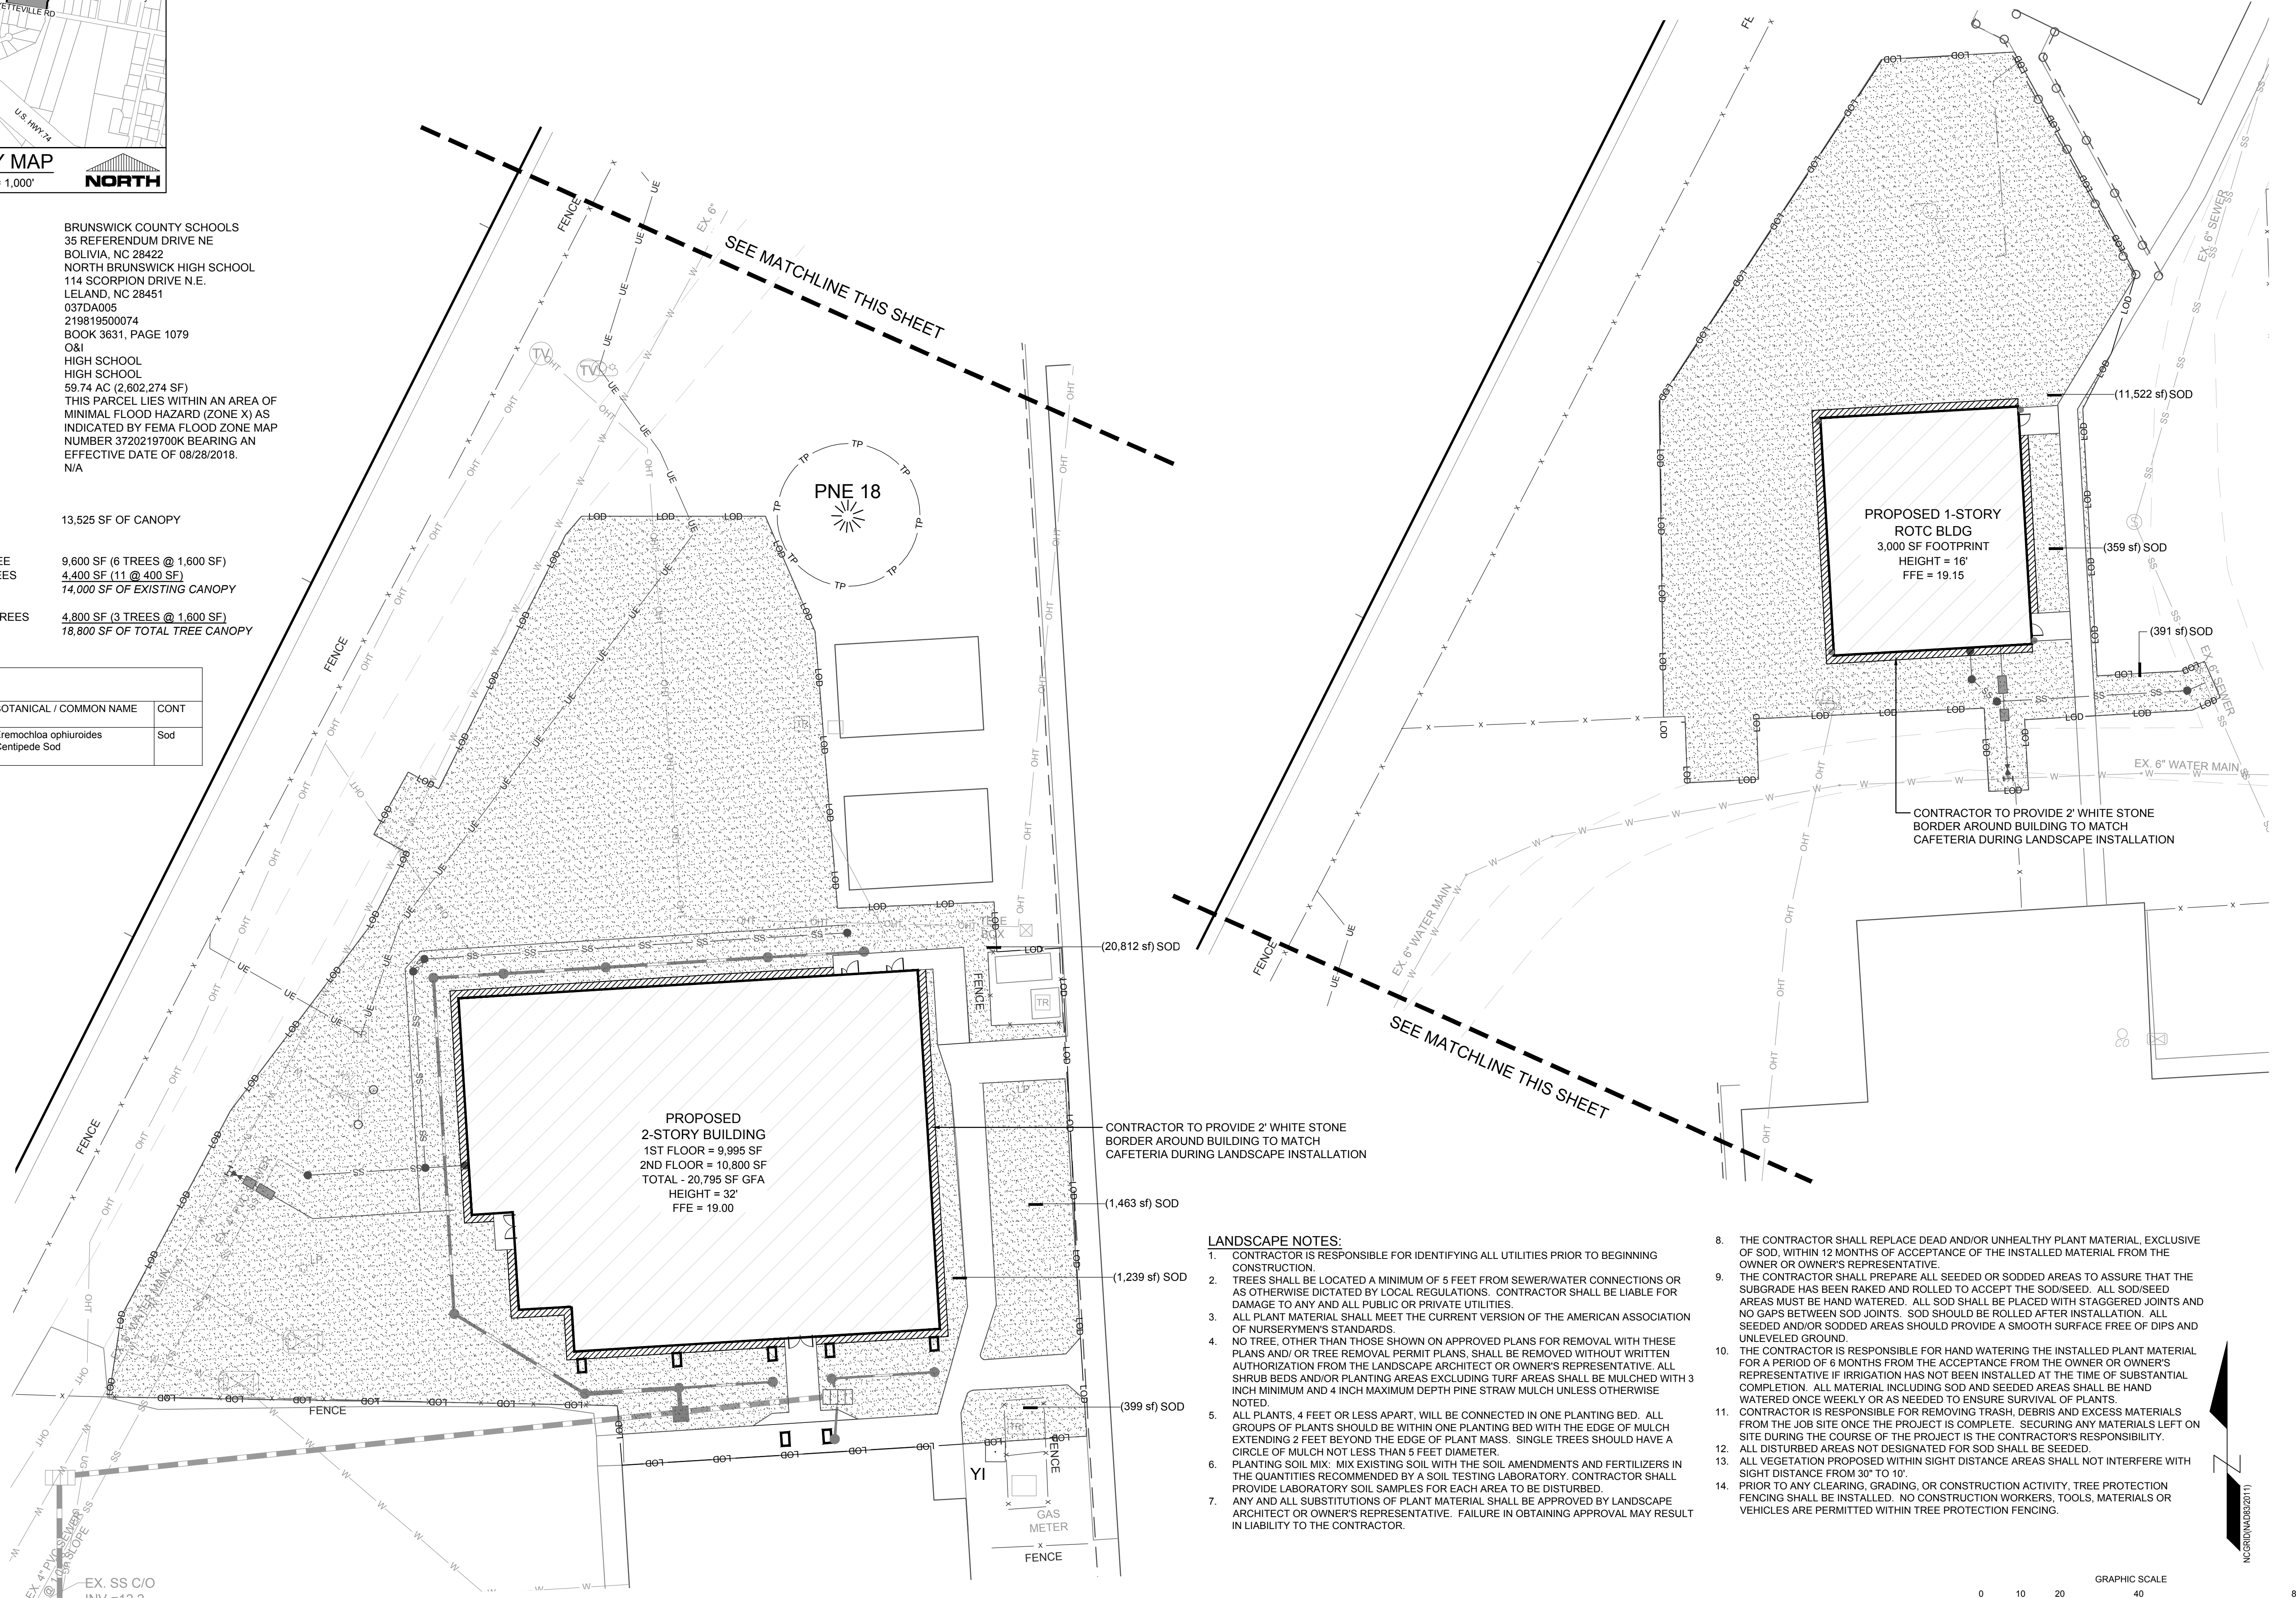 U.S. HWY.74
MAP
1,000'
NORTH
BRUNSWICK COUNTY SCHOOLS
35 REFERENDUM DRIVE NE
BOLIVIA, NC 28422
NORTH BRUNSWICK HIGH SCHOOL
114 SCORPION DRIVE N.E.
LELAND, NC 28451
037DA005
219819500074
BOOK 3631, PAGE 1079
O&I
HIGH SCHOOL
HIGH SCHOOL
59.74 AC (2,602,274 SF)
THIS PARCEL LIES WITHIN AN AREA OF
MINIMAL FLOOD HAZARD (ZONE X) AS
INDICATED BY FEMA FLOOD ZONE MAP
NUMBER 3720219700K BEARING AN
EFFECTIVE DATE OF 08/28/2018.
N/A
13,525 SF OF CANOPY
9,600 SF (6 TREES @ 1,600 SF)
4,400 SF (11 @ 400 SF)
14,000 SF OF EXISTING CANOPY
4,800 SF (3 TREES @ 1,600 SF)
18,800 SF OF TOTAL TREE CANOPY
BOTANICAL / COMMON NAME CONT
Eremochloa ophiuroides Sod
Centipede Sod
SEE MATCHLINE THIS SHEET
FENCE
FENCE
FENCE
EX. 6"
TV
TV
PNE 18
TR
TELE
BOX
(20,812 sf) SOD
FENCE
TR
PROPOSED
2-STORY BUILDING
1ST FLOOR = 9,995 SF
2ND FLOOR = 10,800 SF
TOTAL - 20,795 SF GFA
HEIGHT = 32'
FFE = 19.00
CONTRACTOR TO PROVIDE 2' WHITE STONE
BORDER AROUND BUILDING TO MATCH
CAFETERIA DURING LANDSCAPE INSTALLATION
(1,463 sf) SOD
(1,239 sf) SOD
(399 sf) SOD
LP
FENCE
FENCE
YI
GAS
METER
FENCE
EX. 4" PVC SEWER
EX. SS C/O
(11,522 sf) SOD
PROPOSED 1-STORY
ROTC BLDG
3,000 SF FOOTPRINT
HEIGHT = 16'
FFE = 19.15
(359 sf) SOD
(391 sf) SOD
EX. 6" SEWER
EX. 6" SEWER
EX. 6" WATER MAIN
EX. 6" WATER MAIN
CONTRACTOR TO PROVIDE 2' WHITE STONE
BORDER AROUND BUILDING TO MATCH
CAFETERIA DURING LANDSCAPE INSTALLATION
FENCE
SEE MATCHLINE THIS SHEET
LANDSCAPE NOTES:
1. CONTRACTOR IS RESPONSIBLE FOR IDENTIFYING ALL UTILITIES PRIOR TO BEGINNING
CONSTRUCTION.
2. TREES SHALL BE LOCATED A MINIMUM OF 5 FEET FROM SEWER/WATER CONNECTIONS OR
AS OTHERWISE DICTATED BY LOCAL REGULATIONS. CONTRACTOR SHALL BE LIABLE FOR
DAMAGE TO ANY AND ALL PUBLIC OR PRIVATE UTILITIES.
3. ALL PLANT MATERIAL SHALL MEET THE CURRENT VERSION OF THE AMERICAN ASSOCIATION
OF NURSERYMEN'S STANDARDS.
4. NO TREE, OTHER THAN THOSE SHOWN ON APPROVED PLANS FOR REMOVAL WITH THESE
PLANS AND/ OR TREE REMOVAL PERMIT PLANS, SHALL BE REMOVED WITHOUT WRITTEN
AUTHORIZATION FROM THE LANDSCAPE ARCHITECT OR OWNER'S REPRESENTATIVE. ALL
SHRUB BEDS AND/OR PLANTING AREAS EXCLUDING TURF AREAS SHALL BE MULCHED WITH 3
INCH MINIMUM AND 4 INCH MAXIMUM DEPTH PINE STRAW MULCH UNLESS OTHERWISE
NOTED.
5. ALL PLANTS, 4 FEET OR LESS APART, WILL BE CONNECTED IN ONE PLANTING BED. ALL
GROUPS OF PLANTS SHOULD BE WITHIN ONE PLANTING BED WITH THE EDGE OF MULCH
EXTENDING 2 FEET BEYOND THE EDGE OF PLANT MASS. SINGLE TREES SHOULD HAVE A
CIRCLE OF MULCH NOT LESS THAN 5 FEET DIAMETER.
6. PLANTING SOIL MIX: MIX EXISTING SOIL WITH THE SOIL AMENDMENTS AND FERTILIZERS IN
THE QUANTITIES RECOMMENDED BY A SOIL TESTING LABORATORY. CONTRACTOR SHALL
PROVIDE LABORATORY SOIL SAMPLES FOR EACH AREA TO BE DISTURBED.
7. ANY AND ALL SUBSTITUTIONS OF PLANT MATERIAL SHALL BE APPROVED BY LANDSCAPE
ARCHITECT OR OWNER'S REPRESENTATIVE. FAILURE IN OBTAINING APPROVAL MAY RESULT
IN LIABILITY TO THE CONTRACTOR.
8. THE CONTRACTOR SHALL REPLACE DEAD AND/OR UNHEALTHY PLANT MATERIAL, EXCLUSIVE
OF SOD, WITHIN 12 MONTHS OF ACCEPTANCE OF THE INSTALLED MATERIAL FROM THE
OWNER OR OWNER'S REPRESENTATIVE.
9. THE CONTRACTOR SHALL PREPARE ALL SEEDED OR SODDED AREAS TO ASSURE THAT THE
SUBGRADE HAS BEEN RAKED AND ROLLED TO ACCEPT THE SOD/SEED. ALL SOD/SEED
AREAS MUST BE HAND WATERED. ALL SOD SHALL BE PLACED WITH STAGGERED JOINTS AND
NO GAPS BETWEEN SOD JOINTS. SOD SHOULD BE ROLLED AFTER INSTALLATION. ALL
SEEDED AND/OR SODDED AREAS SHOULD PROVIDE A SMOOTH SURFACE FREE OF DIPS AND
UNLEVELED GROUND.
10. THE CONTRACTOR IS RESPONSIBLE FOR HAND WATERING THE INSTALLED PLANT MATERIAL
FOR A PERIOD OF 6 MONTHS FROM THE ACCEPTANCE FROM THE OWNER OR OWNER'S
REPRESENTATIVE IF IRRIGATION HAS NOT BEEN INSTALLED AT THE TIME OF SUBSTANTIAL
COMPLETION. ALL MATERIAL INCLUDING SOD AND SEEDED AREAS SHALL BE HAND
WATERED ONCE WEEKLY OR AS NEEDED TO ENSURE SURVIVAL OF PLANTS.
11. CONTRACTOR IS RESPONSIBLE FOR REMOVING TRASH, DEBRIS AND EXCESS MATERIALS
FROM THE JOB SITE ONCE THE PROJECT IS COMPLETE. SECURING ANY MATERIALS LEFT ON
SITE DURING THE COURSE OF THE PROJECT IS THE CONTRACTOR'S RESPONSIBILITY.
12. ALL DISTURBED AREAS NOT DESIGNATED FOR SOD SHALL BE SEEDED.
13. ALL VEGETATION PROPOSED WITHIN SIGHT DISTANCE AREAS SHALL NOT INTERFERE WITH
SIGHT DISTANCE FROM 30" TO 10'.
14. PRIOR TO ANY CLEARING, GRADING, OR CONSTRUCTION ACTIVITY, TREE PROTECTION
FENCING SHALL BE INSTALLED. NO CONSTRUCTION WORKERS, TOOLS, MATERIALS OR
VEHICLES ARE PERMITTED WITHIN TREE PROTECTION FENCING.
NCGRID(NAD83/2011)
GRAPHIC SCALE
0 10 20 40